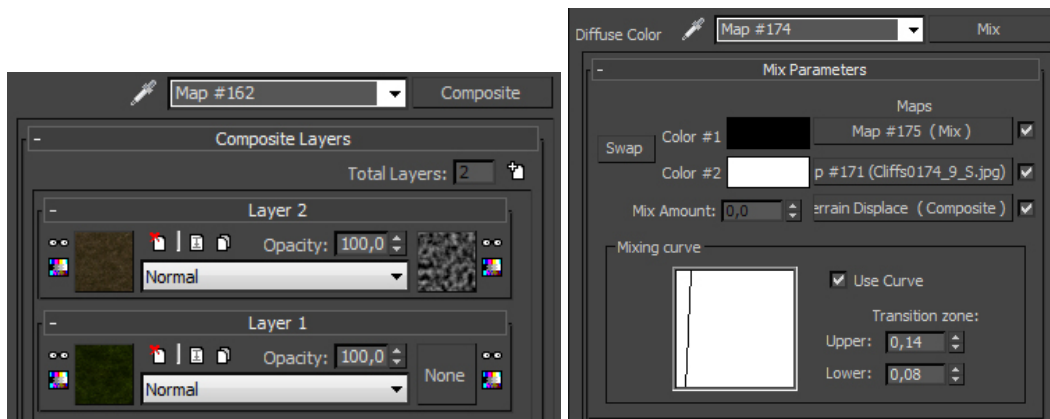 Map #162
Composite
-
Composite Layers
Total Layers: 2
-
Layer 2
Opacity: 100,0
Normal
-
Layer 1
Opacity: 100,0
Normal
None
Diffuse Color
Map #174
Mix
-
Mix Parameters
Maps
Swap
Color #1
Map #175 ( Mix )
Color #2
p #171 (Cliffs0174_9_S.jpg)
Mix Amount: 0,0
errain Displace ( Composite )
Mixing curve
Use Curve
Transition zone:
Upper: 0,14
Lower: 0,08